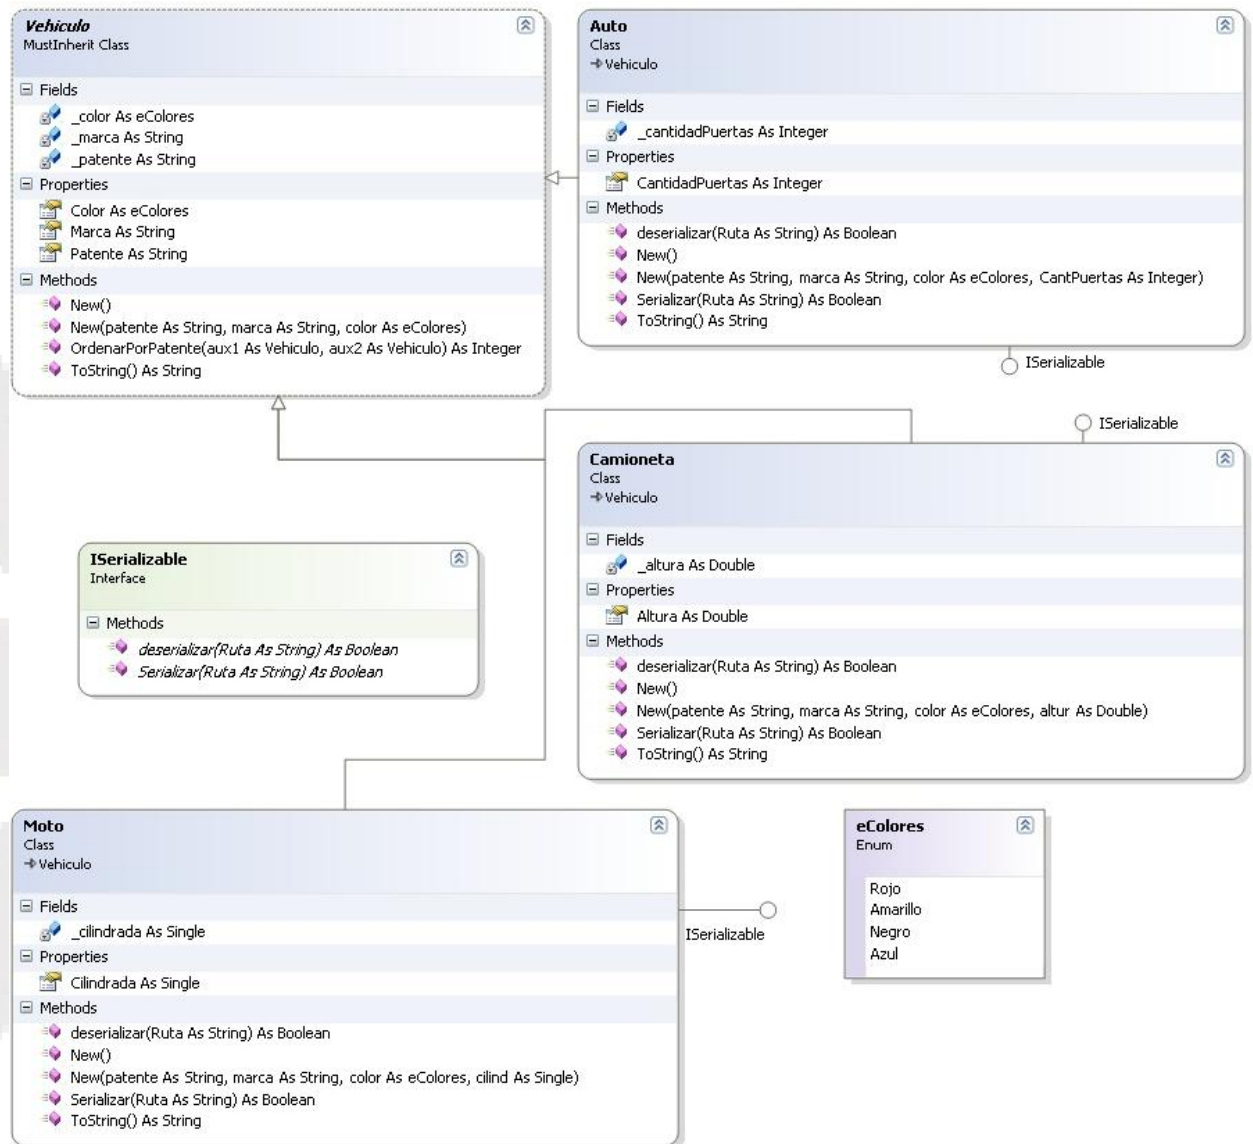 Vehiculo
MustInherit Class
Fields
_color As eColores
_marca As String
_patente As String
Properties
Color As eColores
Marca As String
Patente As String
Methods
New()
New(patente As String, marca As String, color As eColores)
OrdenarPorPatente(aux1 As Vehiculo, aux2 As Vehiculo) As Integer
ToString() As String
Auto
Class
Vehiculo
Fields
_cantidadPuertas As Integer
Properties
CantidadPuertas As Integer
Methods
deserializar(Ruta As String) As Boolean
New()
New(patente As String, marca As String, color As eColores, CantPuertas As Integer)
Serializar(Ruta As String) As Boolean
ToString() As String
ISerializable
ISerializable
Camioneta
Class
Vehiculo
Fields
_altura As Double
Properties
Altura As Double
Methods
deserializar(Ruta As String) As Boolean
New()
New(patente As String, marca As String, color As eColores, altur As Double)
Serializar(Ruta As String) As Boolean
ToString() As String
ISerializable
Interface
Methods
deserializar(Ruta As String) As Boolean
Serializar(Ruta As String) As Boolean
Moto
Class
Vehiculo
Fields
_cilindrada As Single
Properties
Cilindrada As Single
Methods
deserializar(Ruta As String) As Boolean
New()
New(patente As String, marca As String, color As eColores, cilind As Single)
Serializar(Ruta As String) As Boolean
ToString() As String
ISerializable
eColores
Enum
Rojo
Amarillo
Negro
Azul